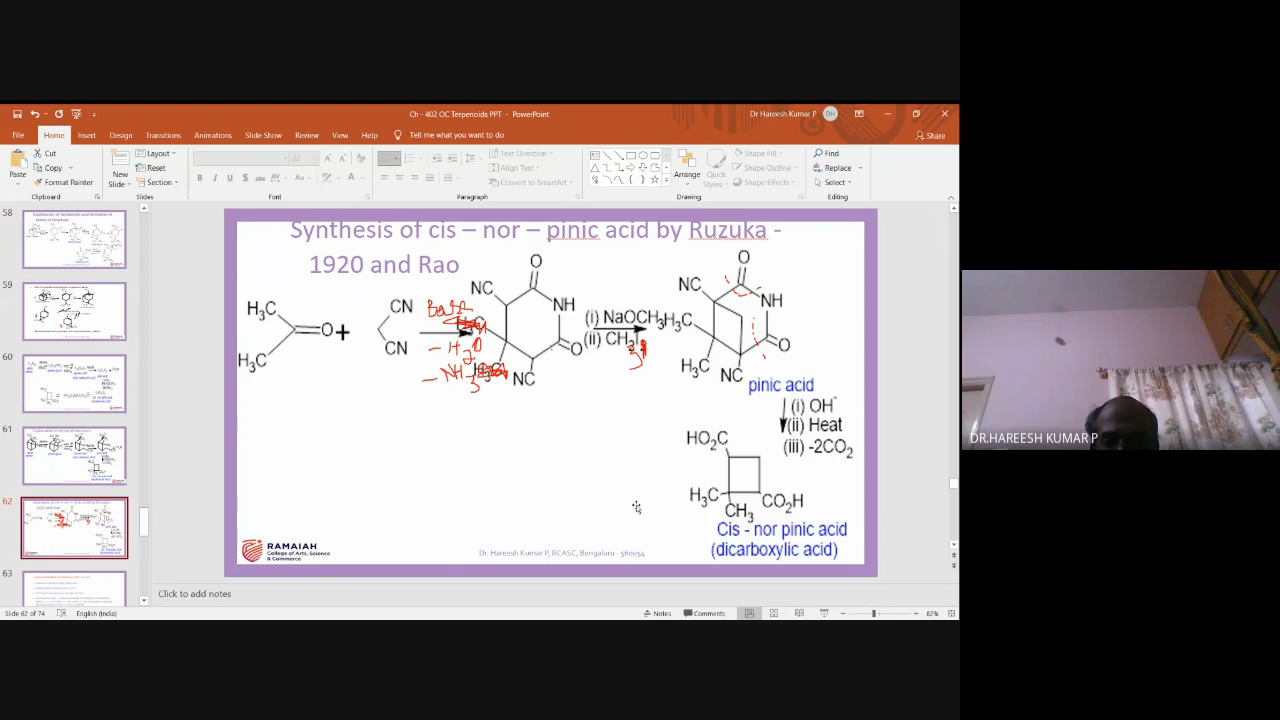 Ch - 402 OC Terpenoids PPT - PowerPoint
Dr Hareesh Kumar P
DH
File Home Insert Design Transitions Animations Slide Show Review View Help Tell me what you want to do
Share
Paste
Cut
Copy
Format Painter
Clipboard
New Slide
Layout
Reset
Section
Slides
Font
Text Direction
Align Text
Convert to SmartArt
Paragraph
Arrange
Quick Styles
Shape Fill
Shape Outline
Shape Effects
Drawing
Find
Replace
Select
Editing
58
59
60
61
62
63
Synthesis of cis – nor – pinic acid by Ruzuka -
1920 and Rao
H3C
H3C
O
+
CN
CN
Base
- H2O
- NH3
NC
O
NH
O
NC
(i) NaOCH3
(ii) CH3I
NC
O
NH
O
H3C
H3C
NC
pinic acid
(i) OH-
(ii) Heat
(iii) -2CO2
HO2C
H3C
CH3
CO2H
Cis - nor pinic acid
(dicarboxylic acid)
RAMAIAH
College of Arts, Science
& Commerce
Dr. Hareesh Kumar P, RCASC, Bengaluru - 560054
Click to add notes
Slide 62 of 74 English (India)
Notes Comments 82%
DR.HAREESH KUMAR P